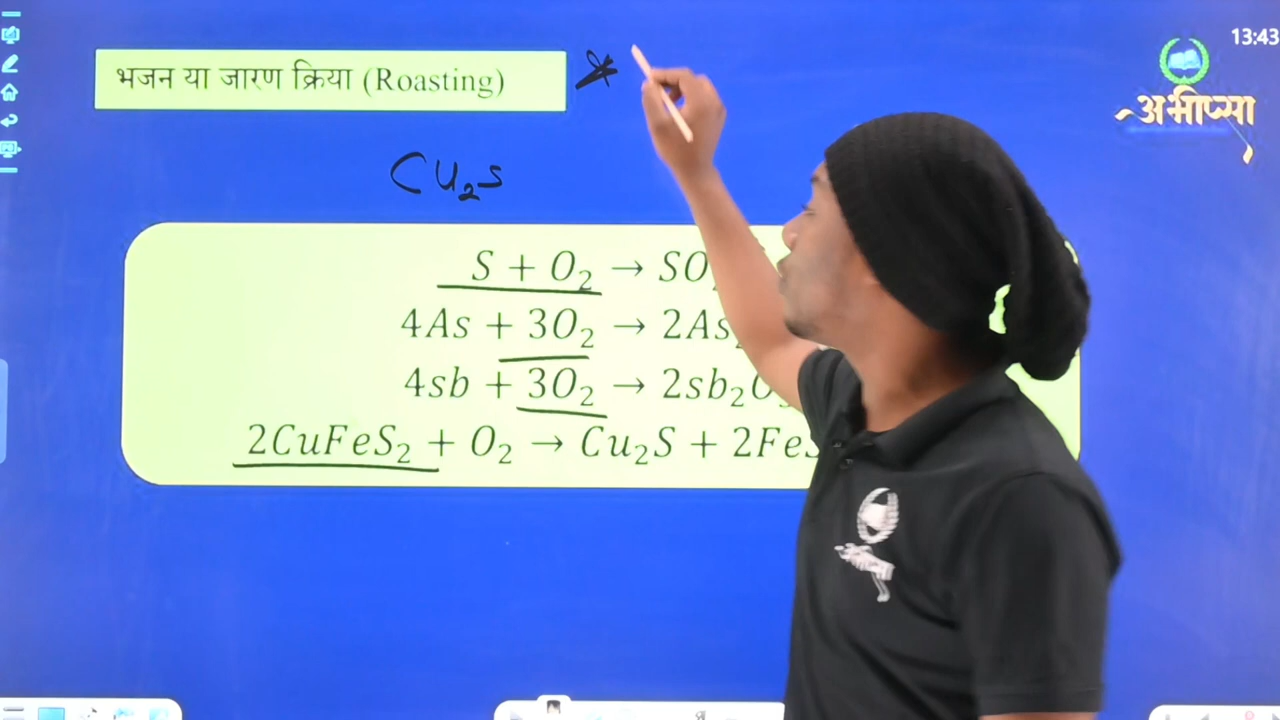 13:43
भजन या जारण क्रिया (Roasting)
अभीप्सा
Cu₂S
S + O₂ → SO
4As + 3O₂ → 2As
4sb + 3O₂ → 2sb₂O
2CuFeS₂ + O₂ → Cu₂S + 2FeS